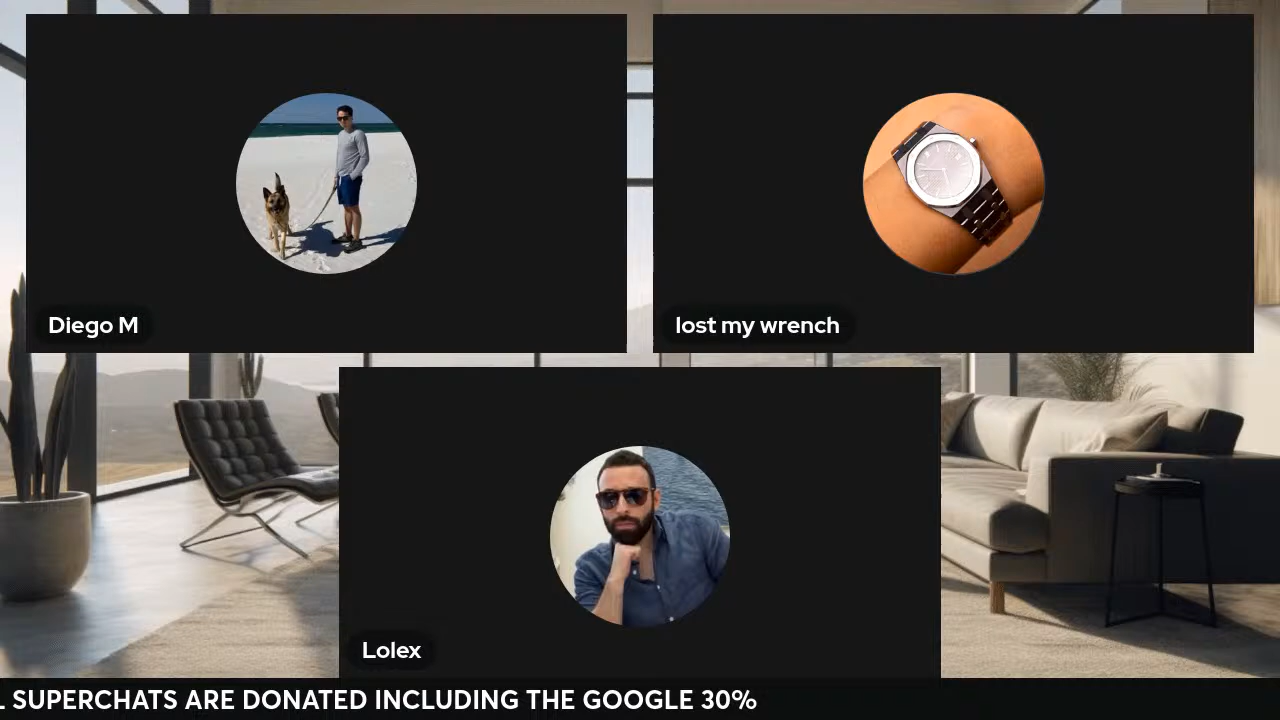 Diego M
lost my wrench
Lolex
SUPERCHATS ARE DONATED INCLUDING THE GOOGLE 30%